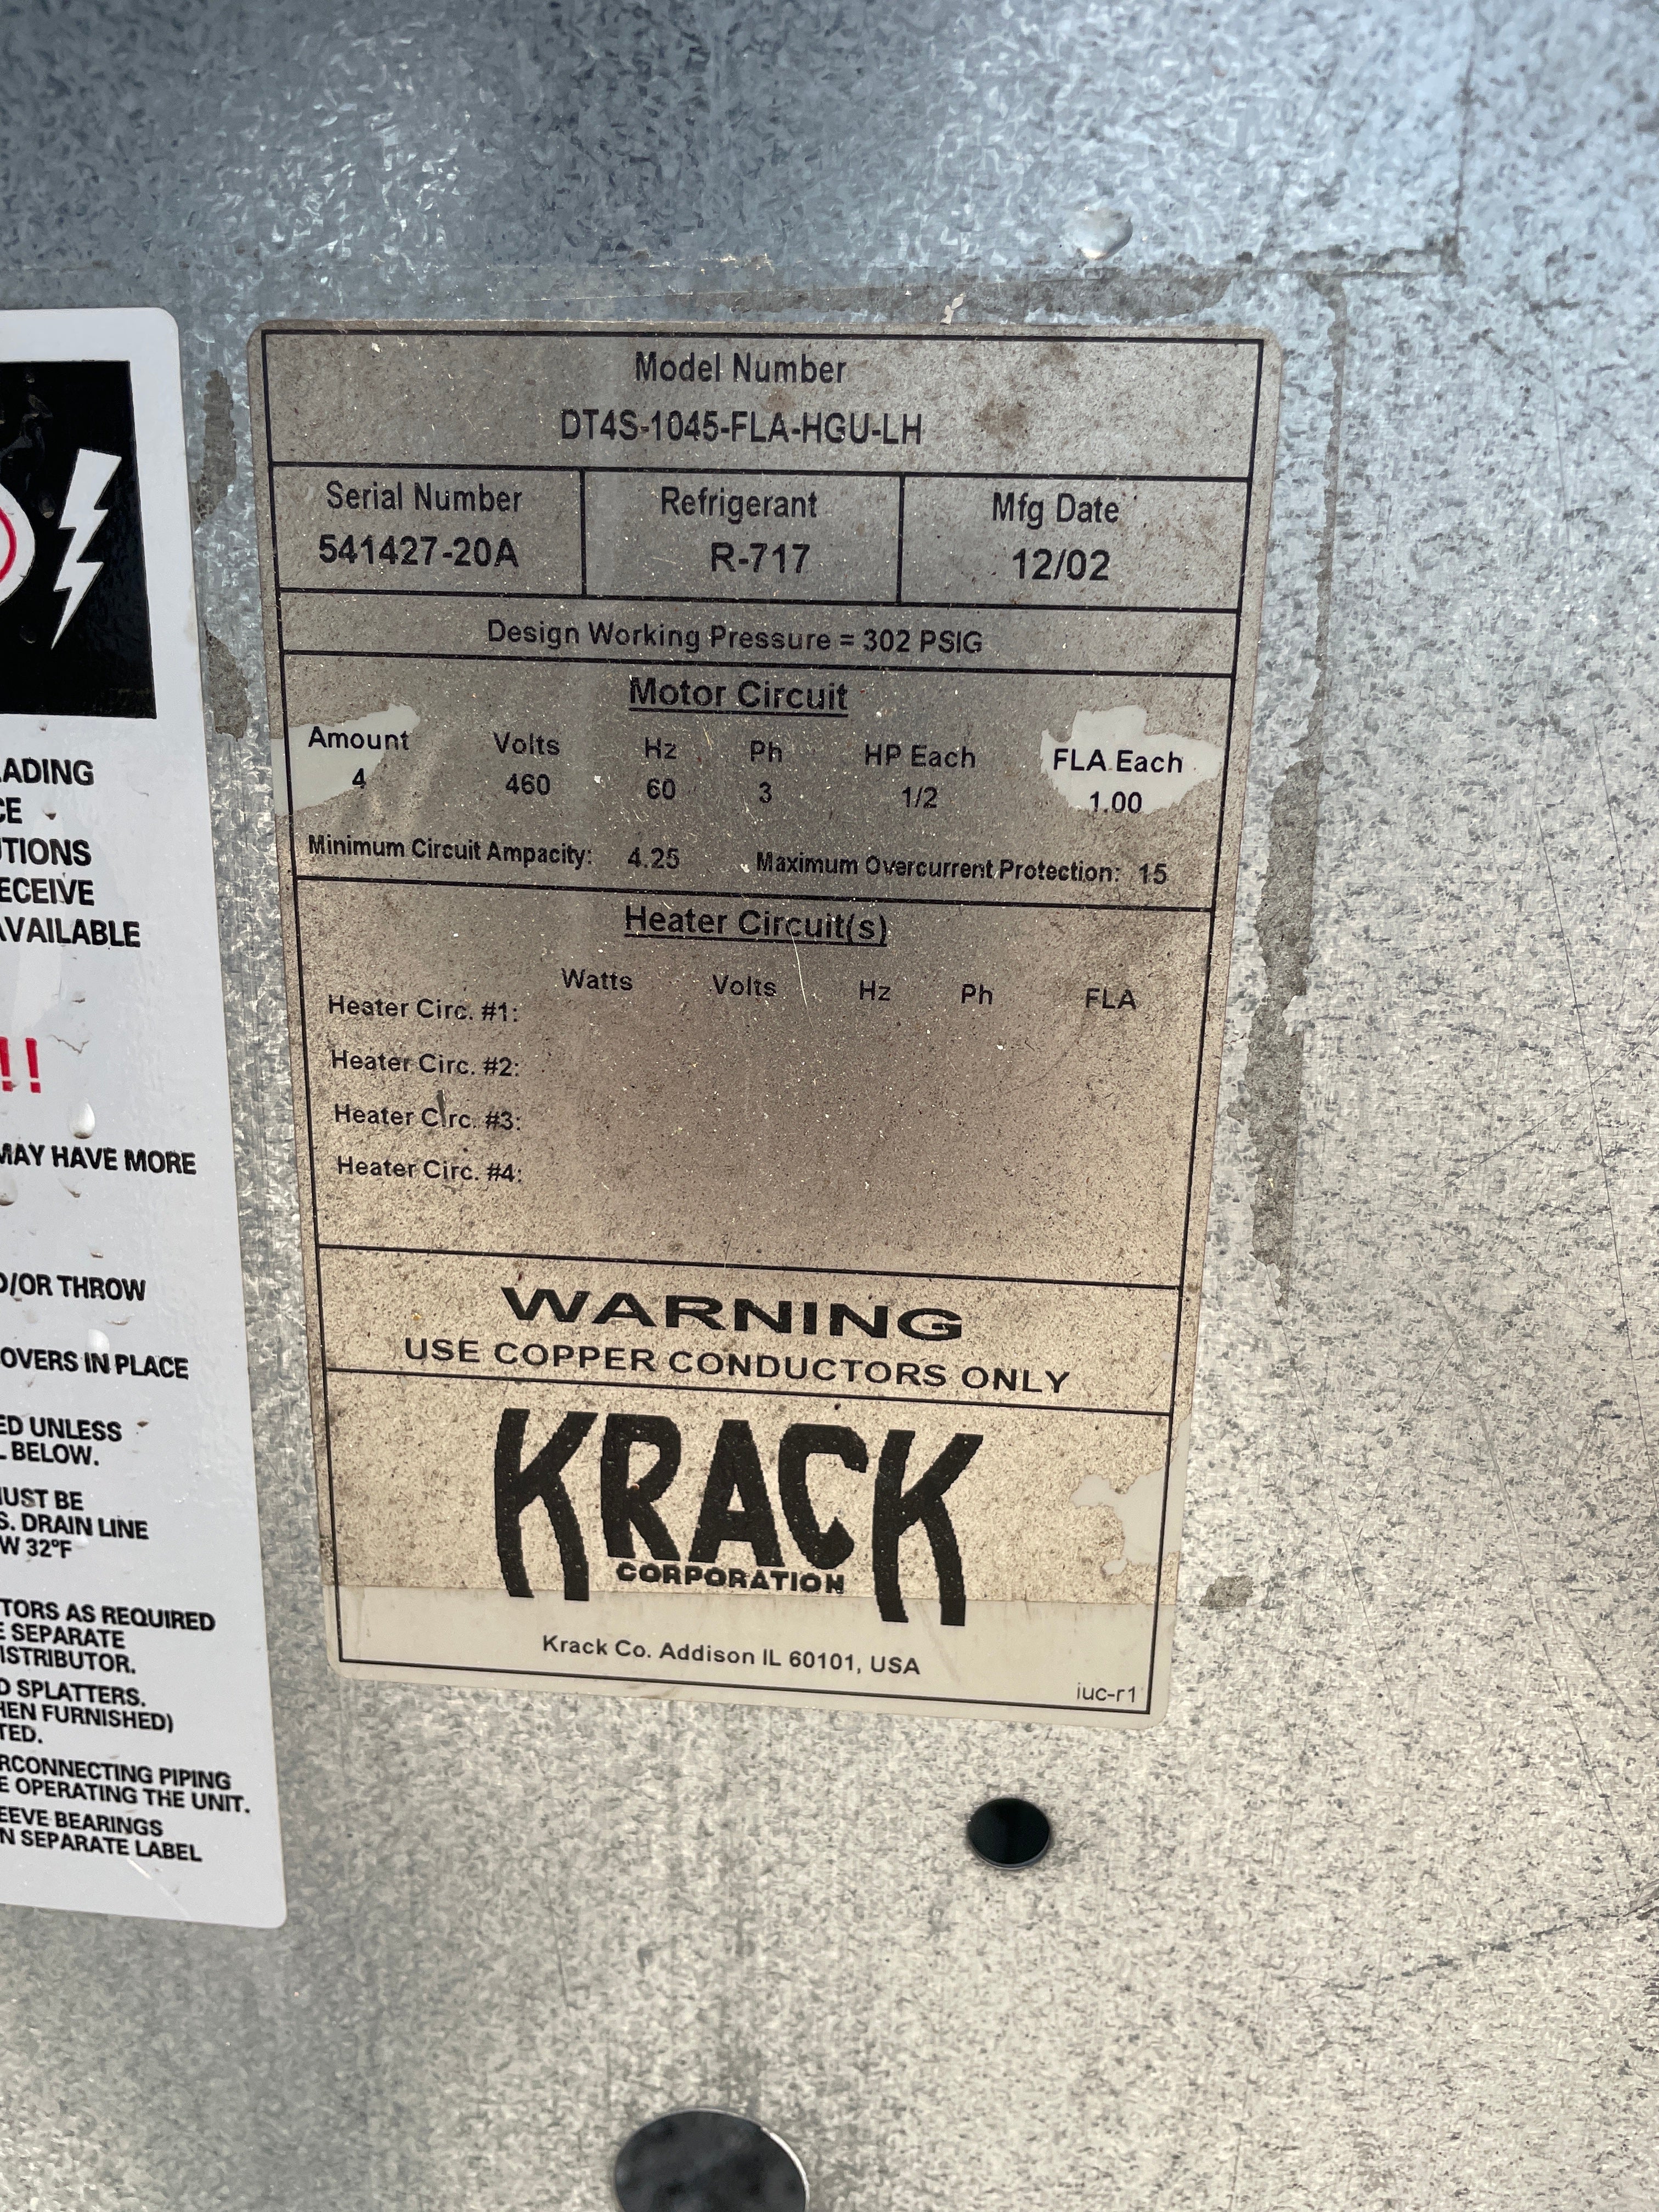 Model Number
DT4S-1045-FLA-HGU-LH
Serial Number Refrigerant Mfg Date
541427-20A R-717 12/02
Design Working Pressure = 302 PSIG
Motor Circuit
Amount Volts Hz Ph HP Each FLA Each
4 460 60 3 1/2 1.00
Minimum Circuit Ampacity: 4.25 Maximum Overcurrent Protection: 15
Heater Circuit(s)
Watts Volts Hz Ph FLA
Heater Circ. #1:
Heater Circ. #2:
Heater Circ. #3:
Heater Circ. #4:
WARNING
USE COPPER CONDUCTORS ONLY
KRACK
CORPORATION
Krack Co. Addison IL 60101, USA
iuc-r1
ADING
CE
TIONS
ECEIVE
AVAILABLE
!!
MAY HAVE MORE
/OR THROW
OVERS IN PLACE
ED UNLESS
BELOW.
UST BE
S. DRAIN LINE
W 32°F
TORS AS REQUIRED
E SEPARATE
ISTRIBUTOR.
D SPLATTERS.
HEN FURNISHED)
TED.
RCONNECTING PIPING
E OPERATING THE UNIT.
EEVE BEARINGS
N SEPARATE LABEL